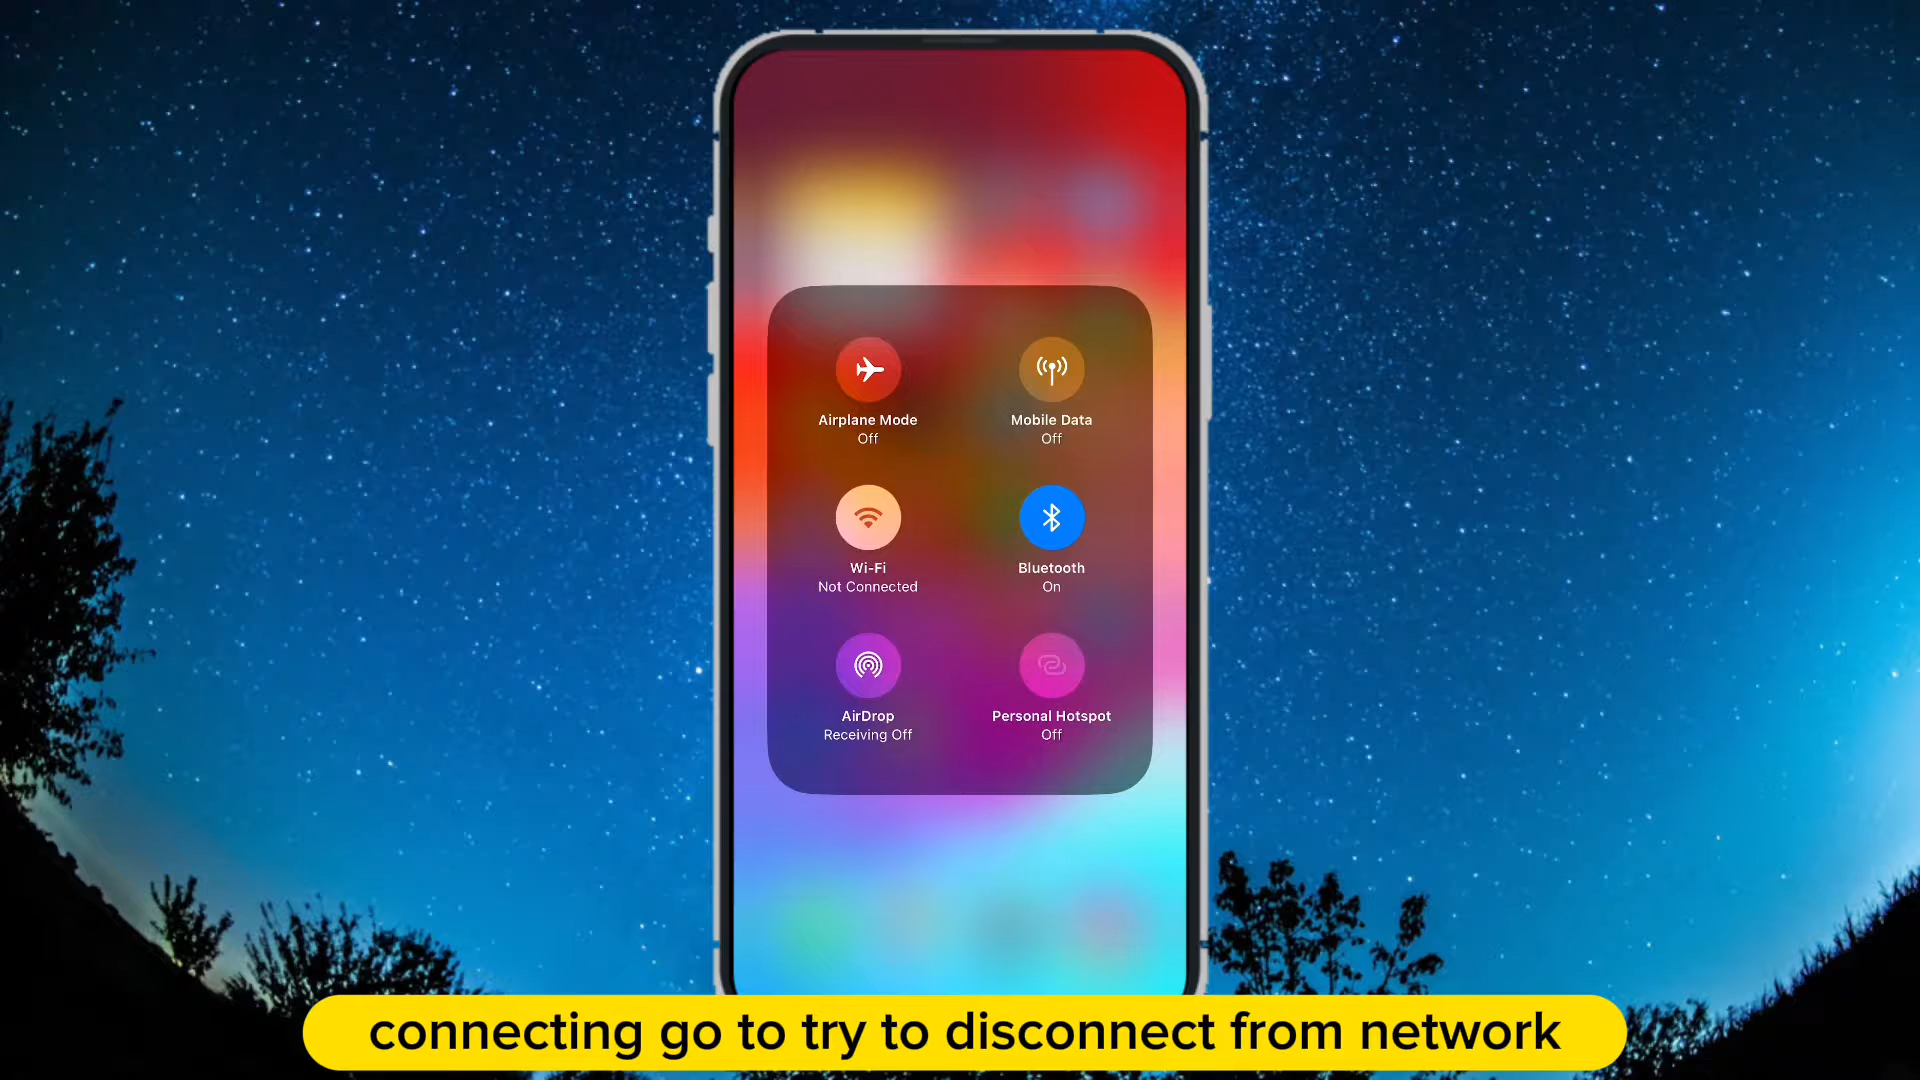 Airplane Mode
Off
Mobile Data
Off
Wi-Fi
Not Connected
Bluetooth
On
AirDrop
Receiving Off
Personal Hotspot
Off
connecting go to try to disconnect from network